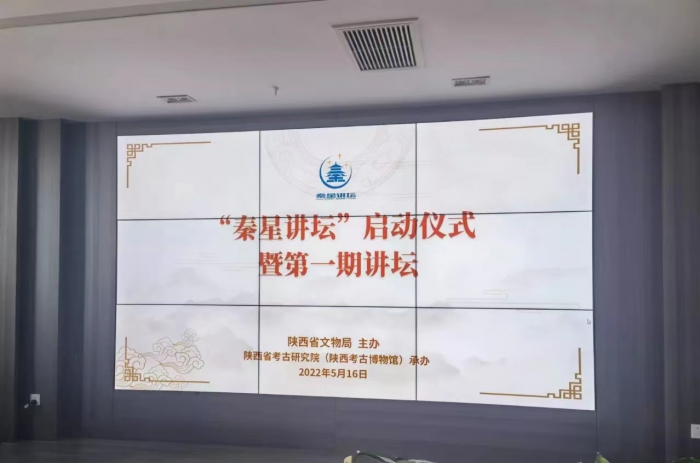 秦星讲坛
“秦星讲坛”启动仪式
暨第一期讲坛
陕西省文物局 主办
陕西省考古研究院（陕西考古博物馆）承办
2022年5月16日